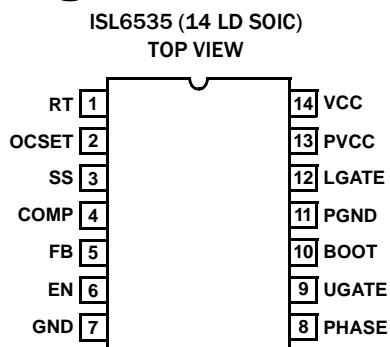 ISL6535 (14 LD SOIC)
TOP VIEW
RT 1 14 VCC
OCSET 2 13 PVCC
SS 3 12 LGATE
COMP 4 11 PGND
FB 5 10 BOOT
EN 6 9 UGATE
GND 7 8 PHASE